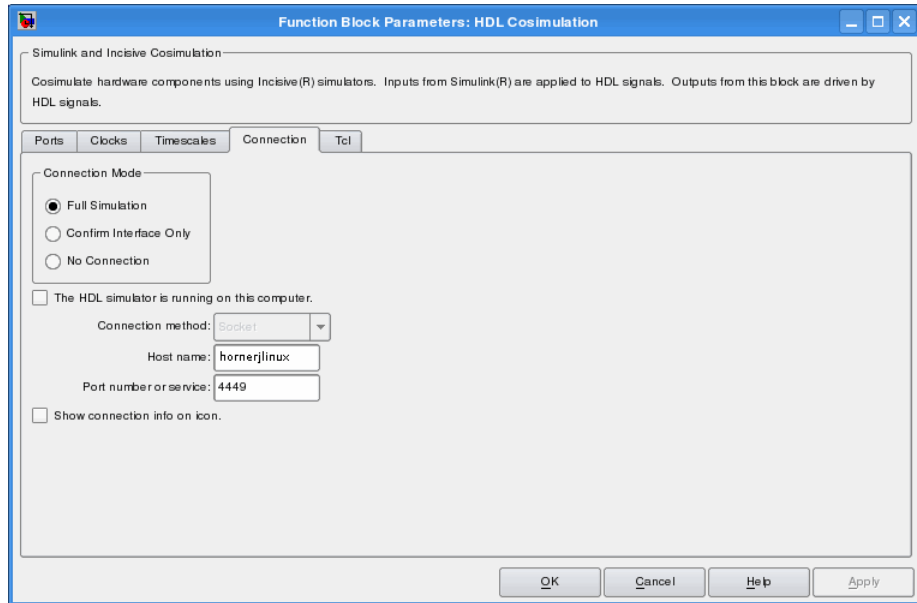 Function Block Parameters: HDL Cosimulation
Simulink and Incisive Cosimulation
Cosimulate hardware components using Incisive(R) simulators. Inputs from Simulink(R) are applied to HDL signals. Outputs from this block are driven by
HDL signals.
Ports Clocks Timescales Connection Tcl
Connection Mode
Full Simulation
Confirm Interface Only
No Connection
The HDL simulator is running on this computer.
Connection method: Socket
Host name: hornerjlinux
Port number or service: 4449
Show connection info on icon.
OK Cancel Help Apply